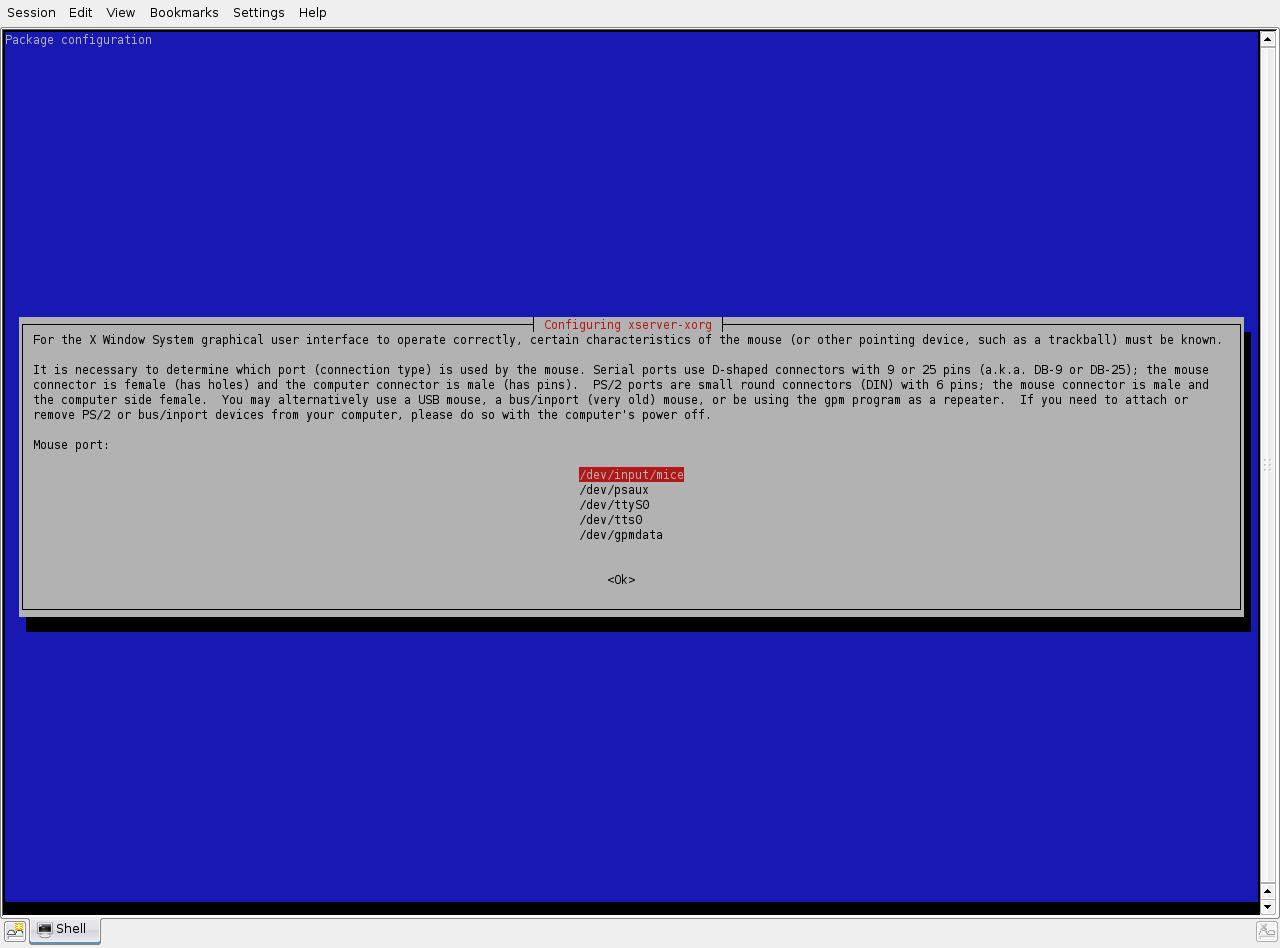 Session Edit View Bookmarks Settings Help
Package configuration
Configuring xserver-xorg
For the X Window System graphical user interface to operate correctly, certain characteristics of the mouse (or other pointing device, such as a trackball) must be known.
It is necessary to determine which port (connection type) is used by the mouse. Serial ports use D-shaped connectors with 9 or 25 pins (a.k.a. DB-9 or DB-25); the mouse
connector is female (has holes) and the computer connector is male (has pins).  PS/2 ports are small round connectors (DIN) with 6 pins; the mouse connector is male and
the computer side female.  You may alternatively use a USB mouse, a bus/inport (very old) mouse, or be using the gpm program as a repeater.  If you need to attach or
remove PS/2 or bus/inport devices from your computer, please do so with the computer's power off.
Mouse port:
/dev/input/mice
/dev/psaux
/dev/ttyS0
/dev/tts0
/dev/gpmdata
<Ok>
Shell